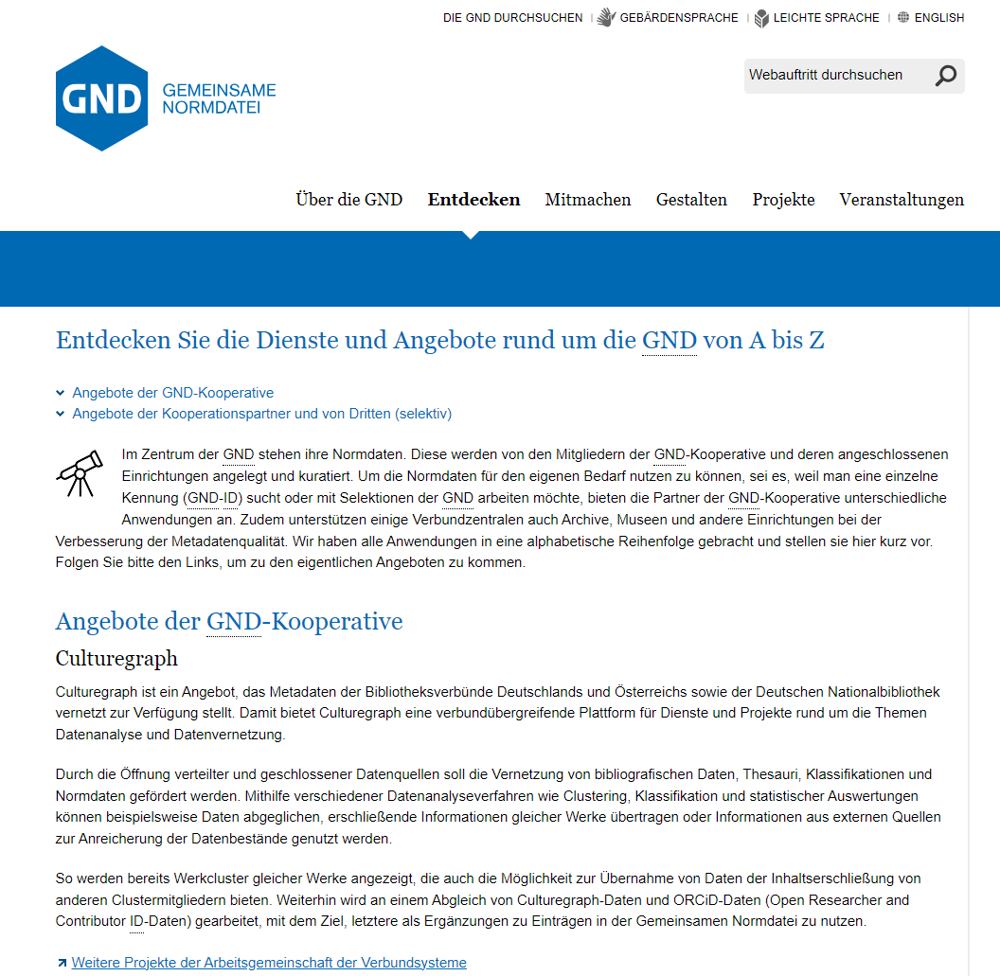 DIE GND DURCHSUCHEN | GEBÄRDENSPRACHE | LEICHTE SPRACHE | ENGLISH
GND GEMEINSAME
NORMDATEI
Webauftritt durchsuchen
Über die GND Entdecken Mitmachen Gestalten Projekte Veranstaltungen
Entdecken Sie die Dienste und Angebote rund um die GND von A bis Z
Angebote der GND-Kooperative
Angebote der Kooperationspartner und von Dritten (selektiv)
Im Zentrum der GND stehen ihre Normdaten. Diese werden von den Mitgliedern der GND-Kooperative und deren angeschlossenen
Einrichtungen angelegt und kuratiert. Um die Normdaten für den eigenen Bedarf nutzen zu können, sei es, weil man eine einzelne
Kennung (GND-ID) sucht oder mit Selektionen der GND arbeiten möchte, bieten die Partner der GND-Kooperative unterschiedliche
Anwendungen an. Zudem unterstützen einige Verbundzentralen auch Archive, Museen und andere Einrichtungen bei der
Verbesserung der Metadatenqualität. Wir haben alle Anwendungen in eine alphabetische Reihenfolge gebracht und stellen sie hier kurz vor.
Folgen Sie bitte den Links, um zu den eigentlichen Angeboten zu kommen.
Angebote der GND-Kooperative
Culturegraph
Culturegraph ist ein Angebot, das Metadaten der Bibliotheksverbünde Deutschlands und Österreichs sowie der Deutschen Nationalbibliothek
vernetzt zur Verfügung stellt. Damit bietet Culturegraph eine verbundübergreifende Plattform für Dienste und Projekte rund um die Themen
Datenanalyse und Datenvernetzung.
Durch die Öffnung verteilter und geschlossener Datenquellen soll die Vernetzung von bibliografischen Daten, Thesauri, Klassifikationen und
Normdaten gefördert werden. Mithilfe verschiedener Datenanalyseverfahren wie Clustering, Klassifikation und statistischer Auswertungen
können beispielsweise Daten abgeglichen, erschließende Informationen gleicher Werke übertragen oder Informationen aus externen Quellen
zur Anreicherung der Datenbestände genutzt werden.
So werden bereits Werkcluster gleicher Werke angezeigt, die auch die Möglichkeit zur Übernahme von Daten der Inhaltserschließung von
anderen Clustermitgliedern bieten. Weiterhin wird an einem Abgleich von Culturegraph-Daten und ORCiD-Daten (Open Researcher and
Contributor ID-Daten) gearbeitet, mit dem Ziel, letztere als Ergänzungen zu Einträgen in der Gemeinsamen Normdatei zu nutzen.
Weitere Projekte der Arbeitsgemeinschaft der Verbundsysteme